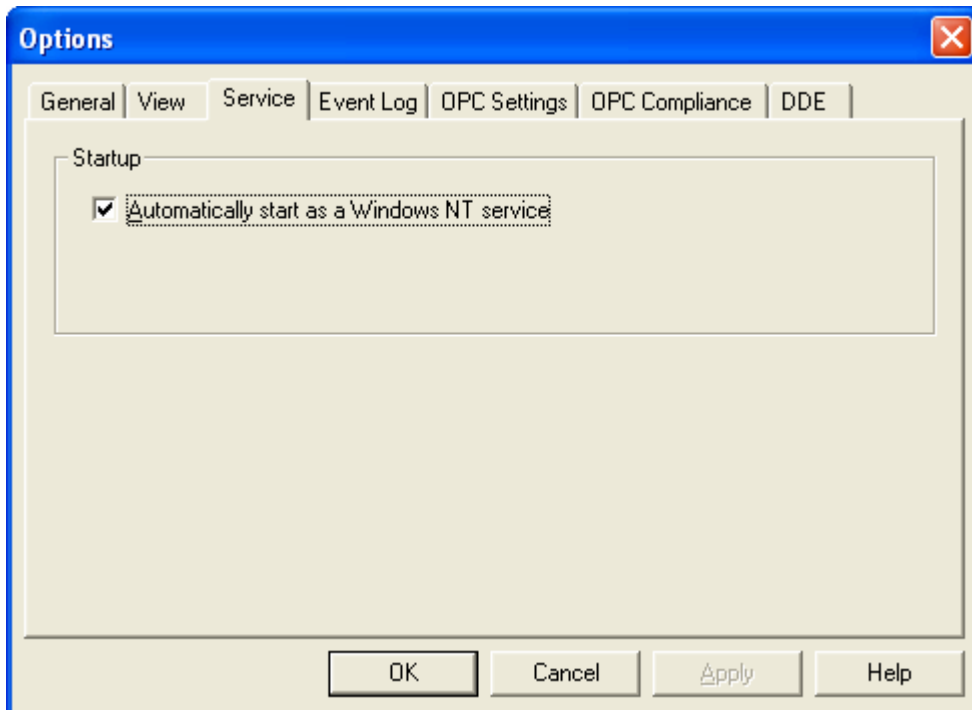 Options
General View Service Event Log OPC Settings OPC Compliance DDE
Startup
Automatically start as a Windows NT service
OK Cancel Apply Help